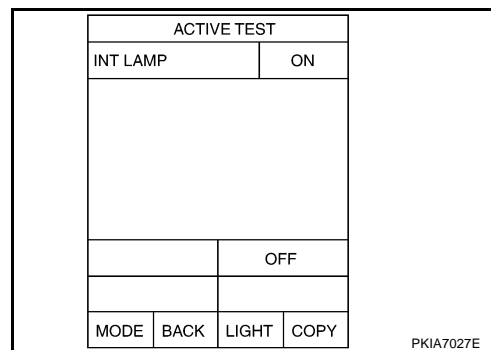 ACTIVE TEST
INT LAMP ON
OFF
MODE BACK LIGHT COPY
PKIA7027E